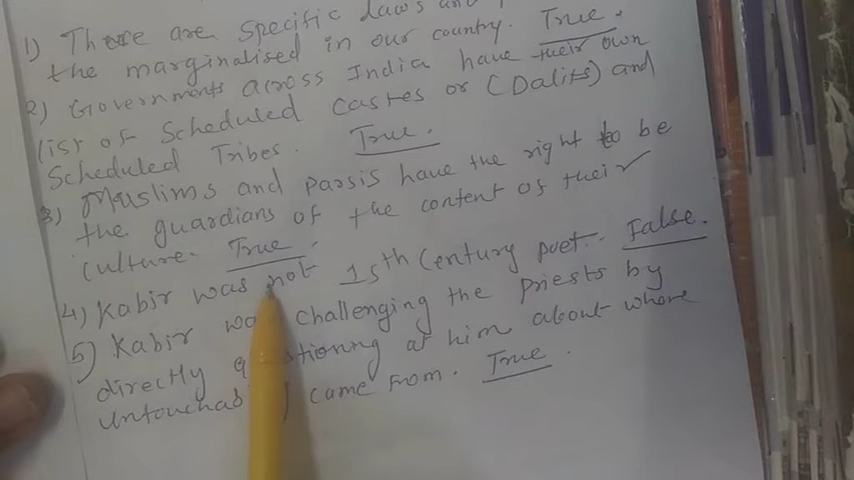 1) There are specific Laws and
the marginalised in our country. True.
2) Governments across India have their own
list of Scheduled Castes or (Dalits) and
Scheduled Tribes. True.
3) Muslims and Parsis have the right to be
the guardians of the content of their
culture. True.
4) Kabir was not 15th Century poet. False.
5) Kabir was challenging the priests by
directly questioning at him about where
untouchab came from. True.